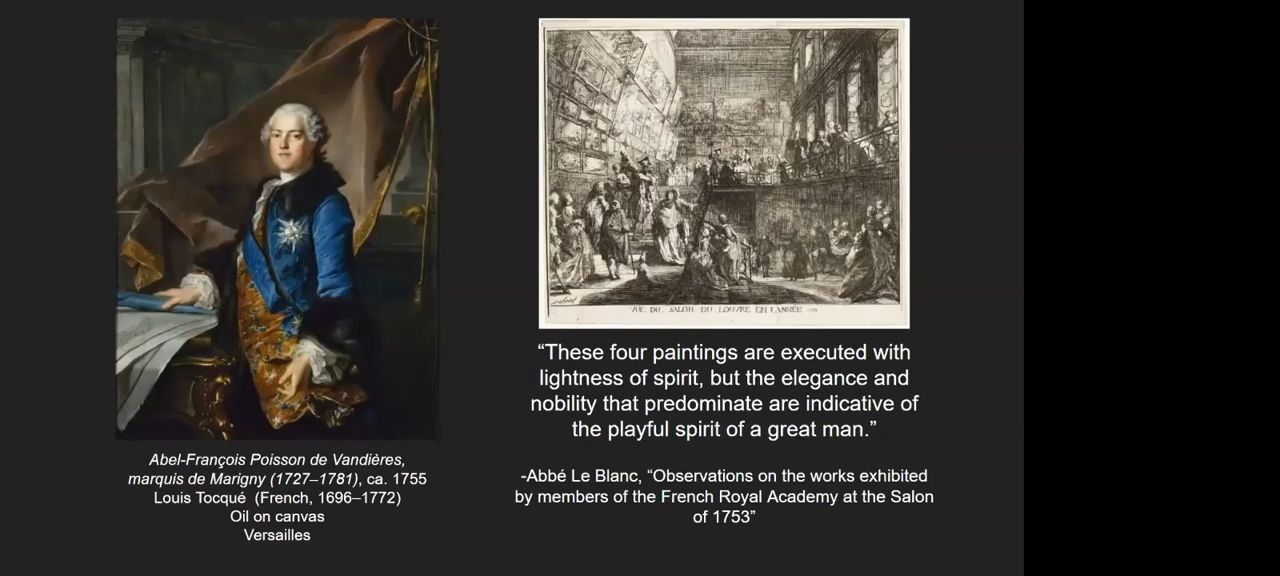 VUE DU SALON DU LOUVRE EN L'ANNÉE
“These four paintings are executed with
lightness of spirit, but the elegance and
nobility that predominate are indicative of
the playful spirit of a great man.”
-Abbé Le Blanc, “Observations on the works exhibited
by members of the French Royal Academy at the Salon
of 1753”
Abel-François Poisson de Vandières,
marquis de Marigny (1727–1781), ca. 1755
Louis Tocqué (French, 1696–1772)
Oil on canvas
Versailles